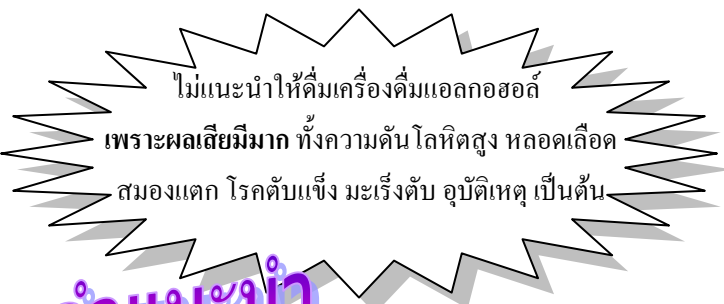 ไม่แนะนำให้ดื่มเครื่องดื่มแอลกอฮอล์
เพราะผลเสียมีมาก ทั้งความดันโลหิตสูง หลอดเลือด
สมองแตก โรคตับแข็ง มะเร็งตับ อุบัติเหตุ เป็นต้น